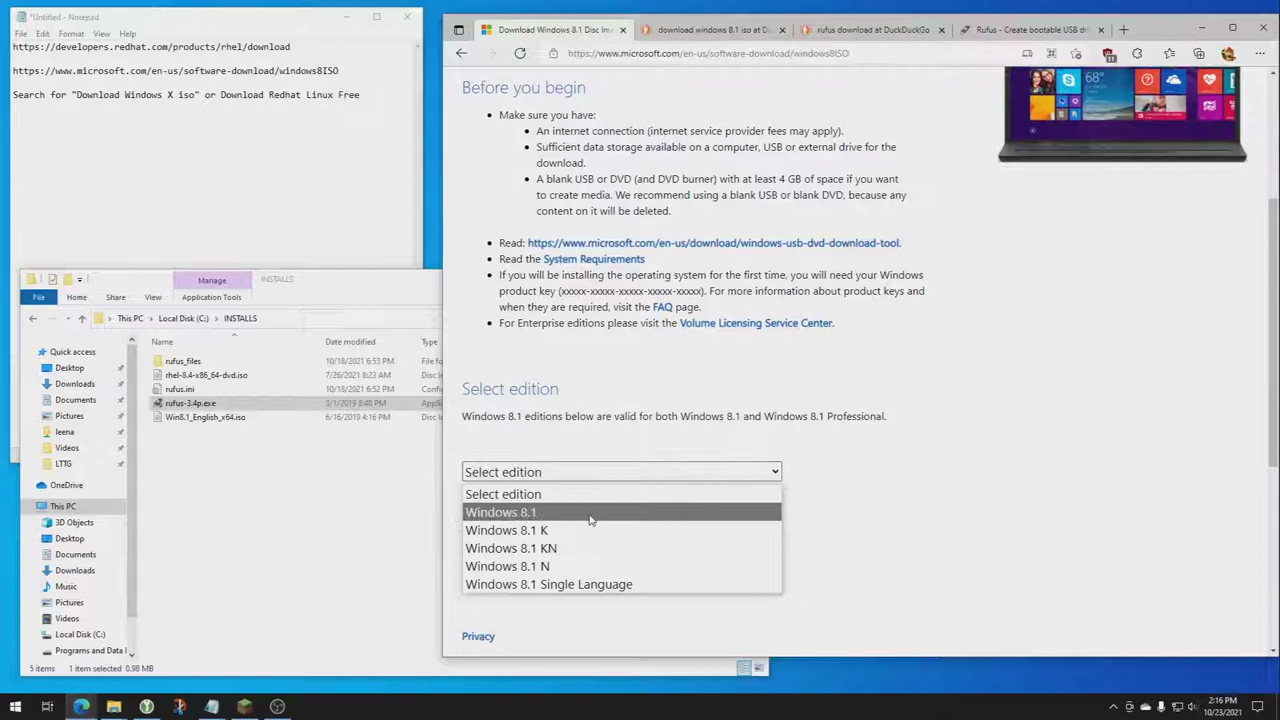 *Untitled - Notepad
File Edit Format View Help
https://developers.redhat.com/products/rhel/download
https://www.microsoft.com/en-us/software-download/windows8ISO
Search for "Download Windows X iso" or Download Redhat Linux Free
Manage INSTALLS
File Home Share View Application Tools
This PC Local Disk (C:) INSTALLS
Name Date modified Type
Quick access
Desktop
Downloads
Documents
Pictures
leena
Videos
LTTG
OneDrive
This PC
3D Objects
Desktop
Documents
Downloads
Music
Pictures
Videos
Local Disk (C:)
Programs and Data (
rufus_files 10/18/2021 6:53 PM File fo
rhel-8.4-x86_64-dvd.iso 7/26/2021 8:23 AM Disc Im
rufus.ini 10/18/2021 6:53 PM Config
rufus-3.4p.exe 3/1/2019 8:48 PM Applic
Win8.1_English_x64.iso 6/16/2019 4:16 PM Disc Im
5 items 1 item selected 0.98 MB
Download Windows 8.1 Disc Ima
download windows 8.1 iso at Du
rufus download at DuckDuckGo
Rufus - Create bootable USB dri
https://www.microsoft.com/en-us/software-download/windows8ISO
11
68°
Before you begin
Make sure you have:
An internet connection (internet service provider fees may apply).
Sufficient data storage available on a computer, USB or external drive for the
download.
A blank USB or DVD (and DVD burner) with at least 4 GB of space if you want
to create media. We recommend using a blank USB or blank DVD, because any
content on it will be deleted.
Read: https://www.microsoft.com/en-us/download/windows-usb-dvd-download-tool.
Read the System Requirements
If you will be installing the operating system for the first time, you will need your Windows
product key (xxxxx-xxxxx-xxxxx-xxxxx-xxxxx). For more information about product keys and
when they are required, visit the FAQ page.
For Enterprise editions please visit the Volume Licensing Service Center.
Select edition
Windows 8.1 editions below are valid for both Windows 8.1 and Windows 8.1 Professional.
Select edition
Select edition
Windows 8.1
Windows 8.1 K
Windows 8.1 KN
Windows 8.1 N
Windows 8.1 Single Language
Privacy
2:16 PM
10/23/2021